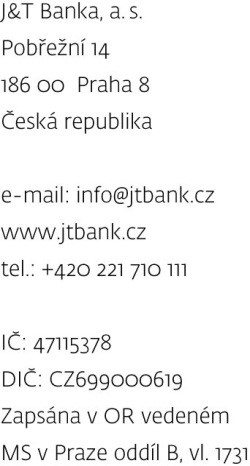 J&T Banka, a. s.
Pobřežní 14
186 00 Praha 8
Česká republika
e-mail: info@jtbank.cz
www.jtbank.cz
tel.: +420 221 710 111
IČ: 47115378
DIČ: CZ699000619
Zapsána v OR vedeném
MS v Praze oddíl B, vl. 1731